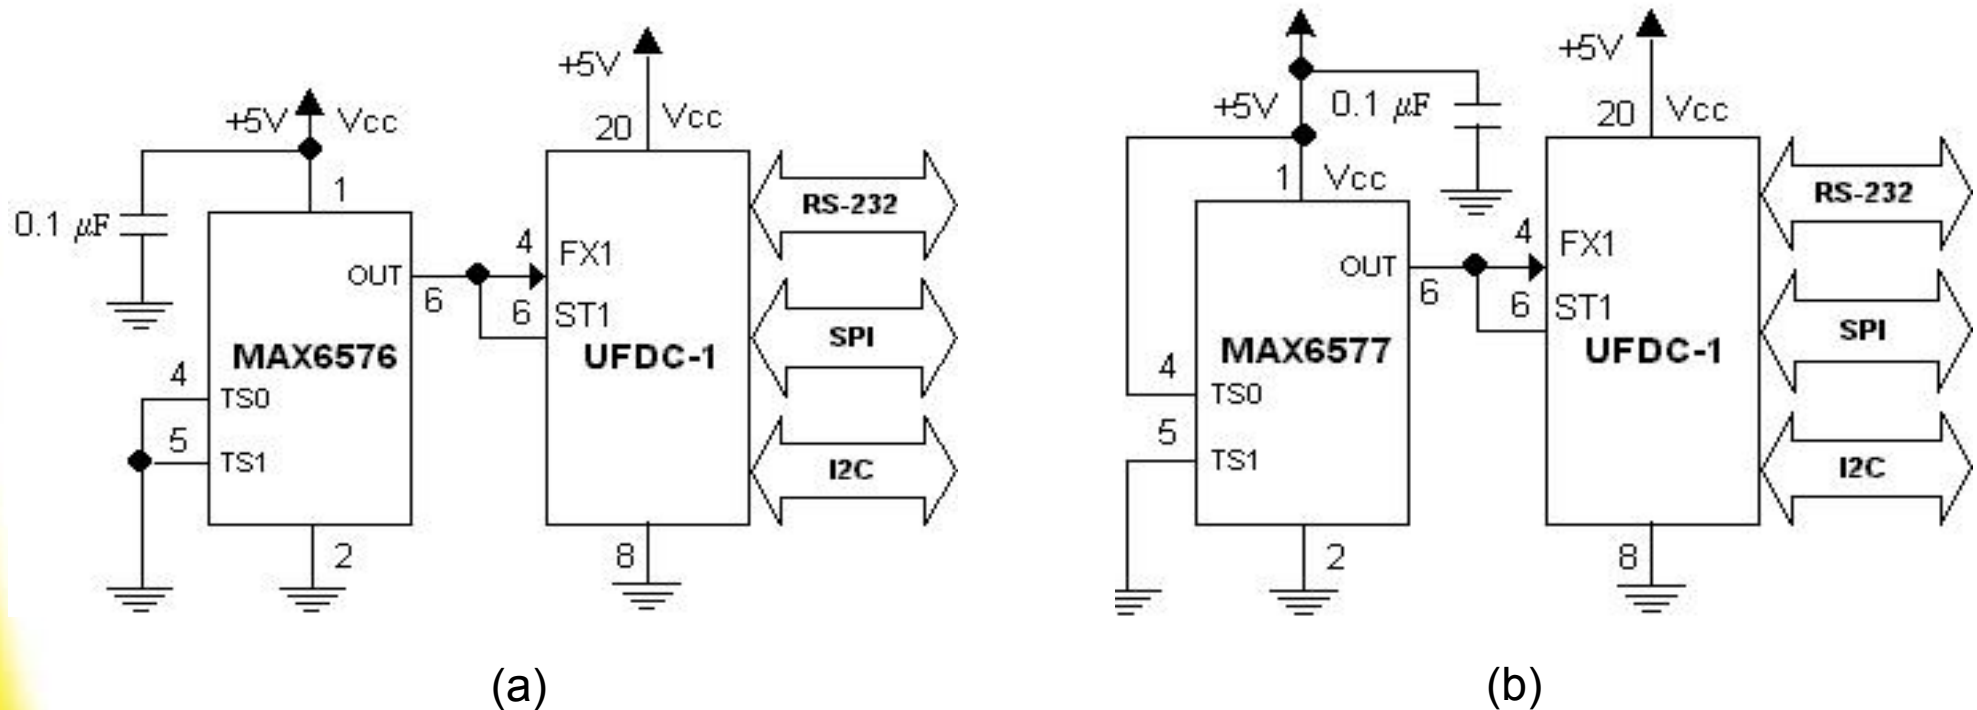 +5V
Vcc
20
+5V
Vcc
1
0.1 μF
RS-232
4
FX1
OUT
6
6
ST1
SPI
MAX6576
UFDC-1
4
TS0
5
TS1
I2C
2
8
(a)
+5V
20
Vcc
+5V
0.1 μF
1
Vcc
RS-232
4
FX1
OUT
6
6
ST1
SPI
MAX6577
UFDC-1
4
TS0
5
TS1
I2C
2
8
(b)